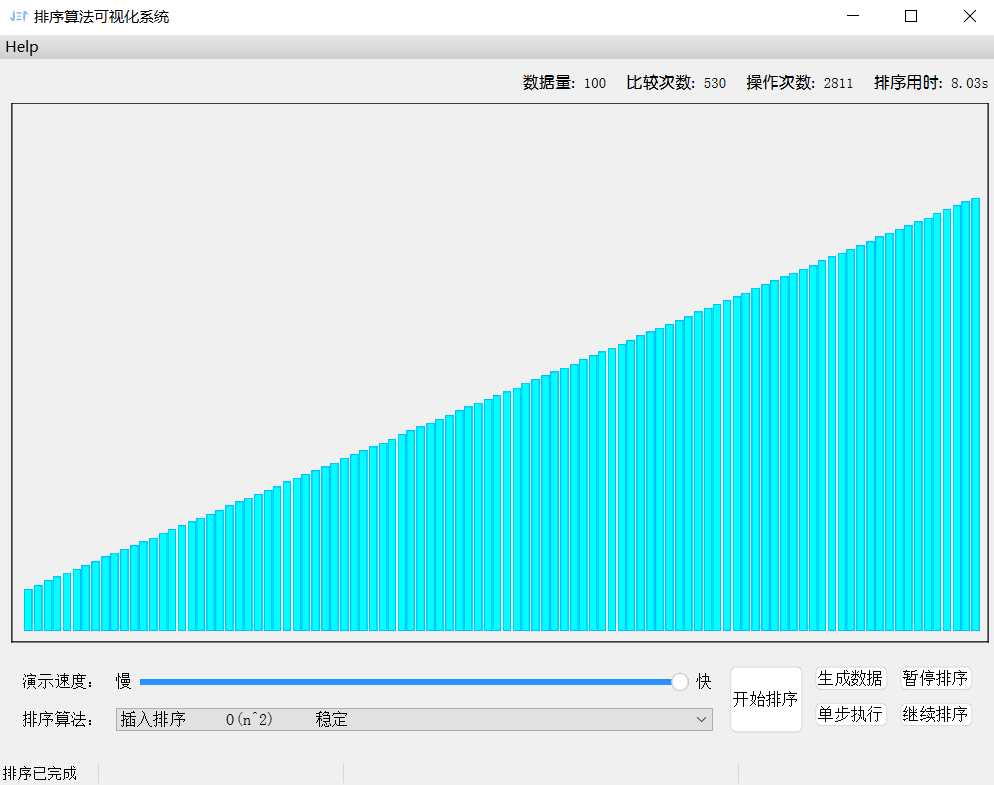 排序算法可视化系统
Help
数据量: 100 比较次数: 530 操作次数: 2811 排序用时: 8.03s
演示速度: 慢 快
生成数据 暂停排序
开始排序
排序算法: 插入排序 O(n^2) 稳定
单步执行 继续排序
排序已完成